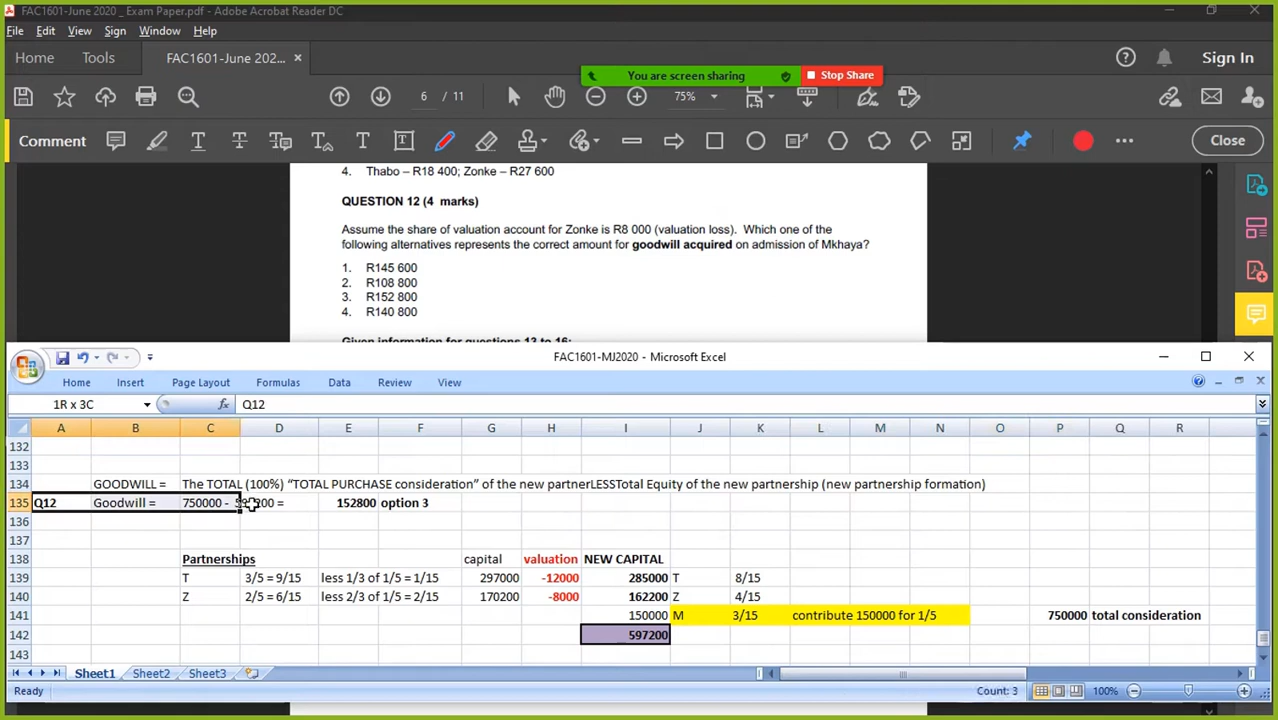 FAC1601-June 2020 _ Exam Paper.pdf - Adobe Acrobat Reader DC
File Edit View Sign Window Help
Home Tools FAC1601-June 202... × Sign In
You are screen sharing Stop Share
6 / 11 75%
Comment Close
4. Thabo – R18 400; Zonke – R27 600
QUESTION 12 (4 marks)
Assume the share of valuation account for Zonke is R8 000 (valuation loss). Which one of the
following alternatives represents the correct amount for goodwill acquired on admission of Mkhaya?
1. R145 600
2. R108 800
3. R152 800
4. R140 800
Given information for questions 13 to 16:
FAC1601-MJ2020 - Microsoft Excel
Home Insert Page Layout Formulas Data Review View
1R x 3C fx Q12
A B C D E F G H I J K L M N O P Q R
132
133
134 GOODWILL = The TOTAL (100%) “TOTAL PURCHASE consideration” of the new partnerLESSTotal Equity of the new partnership (new partnership formation)
135 Q12 Goodwill = 750000 - 200 = 152800 option 3
136
137
138 Partnerships capital valuation NEW CAPITAL
139 T 3/5 = 9/15 less 1/3 of 1/5 = 1/15 297000 -12000 285000 T 8/15
140 Z 2/5 = 6/15 less 2/3 of 1/5 = 2/15 170200 -8000 162200 Z 4/15
141 150000 M 3/15 contribute 150000 for 1/5 750000 total consideration
142 597200
143
Sheet1 Sheet2 Sheet3
Ready Count: 3 100%